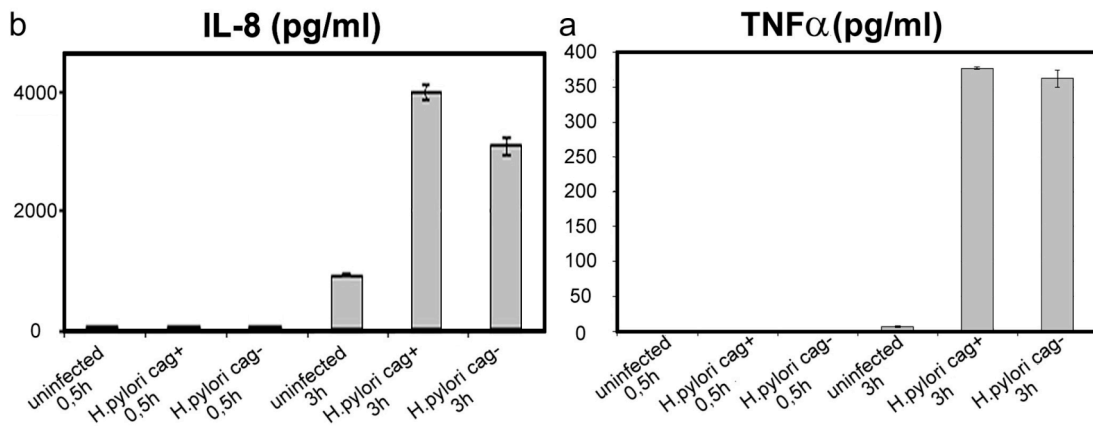 b
IL-8 (pg/ml)
4000
2000
0
uninfected
0,5h
H.pylori cag+
0,5h
H.pylori cag-
0,5h
uninfected
3h
H.pylori cag+
3h
H.pylori cag-
3h
a
TNFα(pg/ml)
400
350
300
250
200
150
100
50
0
uninfected
0,5h
H.pylori cag+
0,5h
H.pylori cag-
0,5h
uninfected
3h
H.pylori cag+
3h
H.pylori cag-
3h